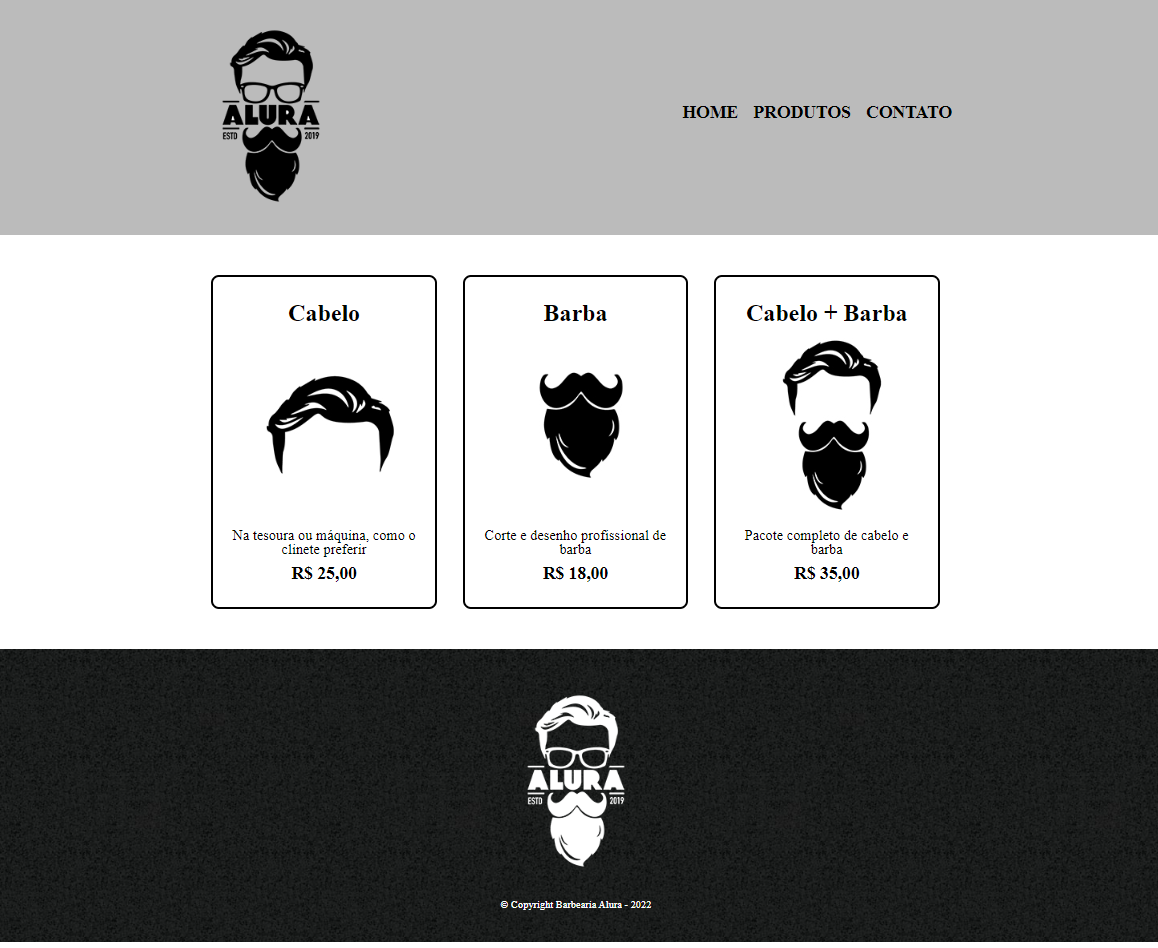 ALURA
ESTD 2019
HOME PRODUTOS CONTATO
Cabelo
Na tesoura ou máquina, como o
clinete preferir
R$ 25,00
Barba
Corte e desenho profissional de
barba
R$ 18,00
Cabelo + Barba
Pacote completo de cabelo e
barba
R$ 35,00
ALURA
ESTD 2019
© Copyright Barbearia Alura - 2022